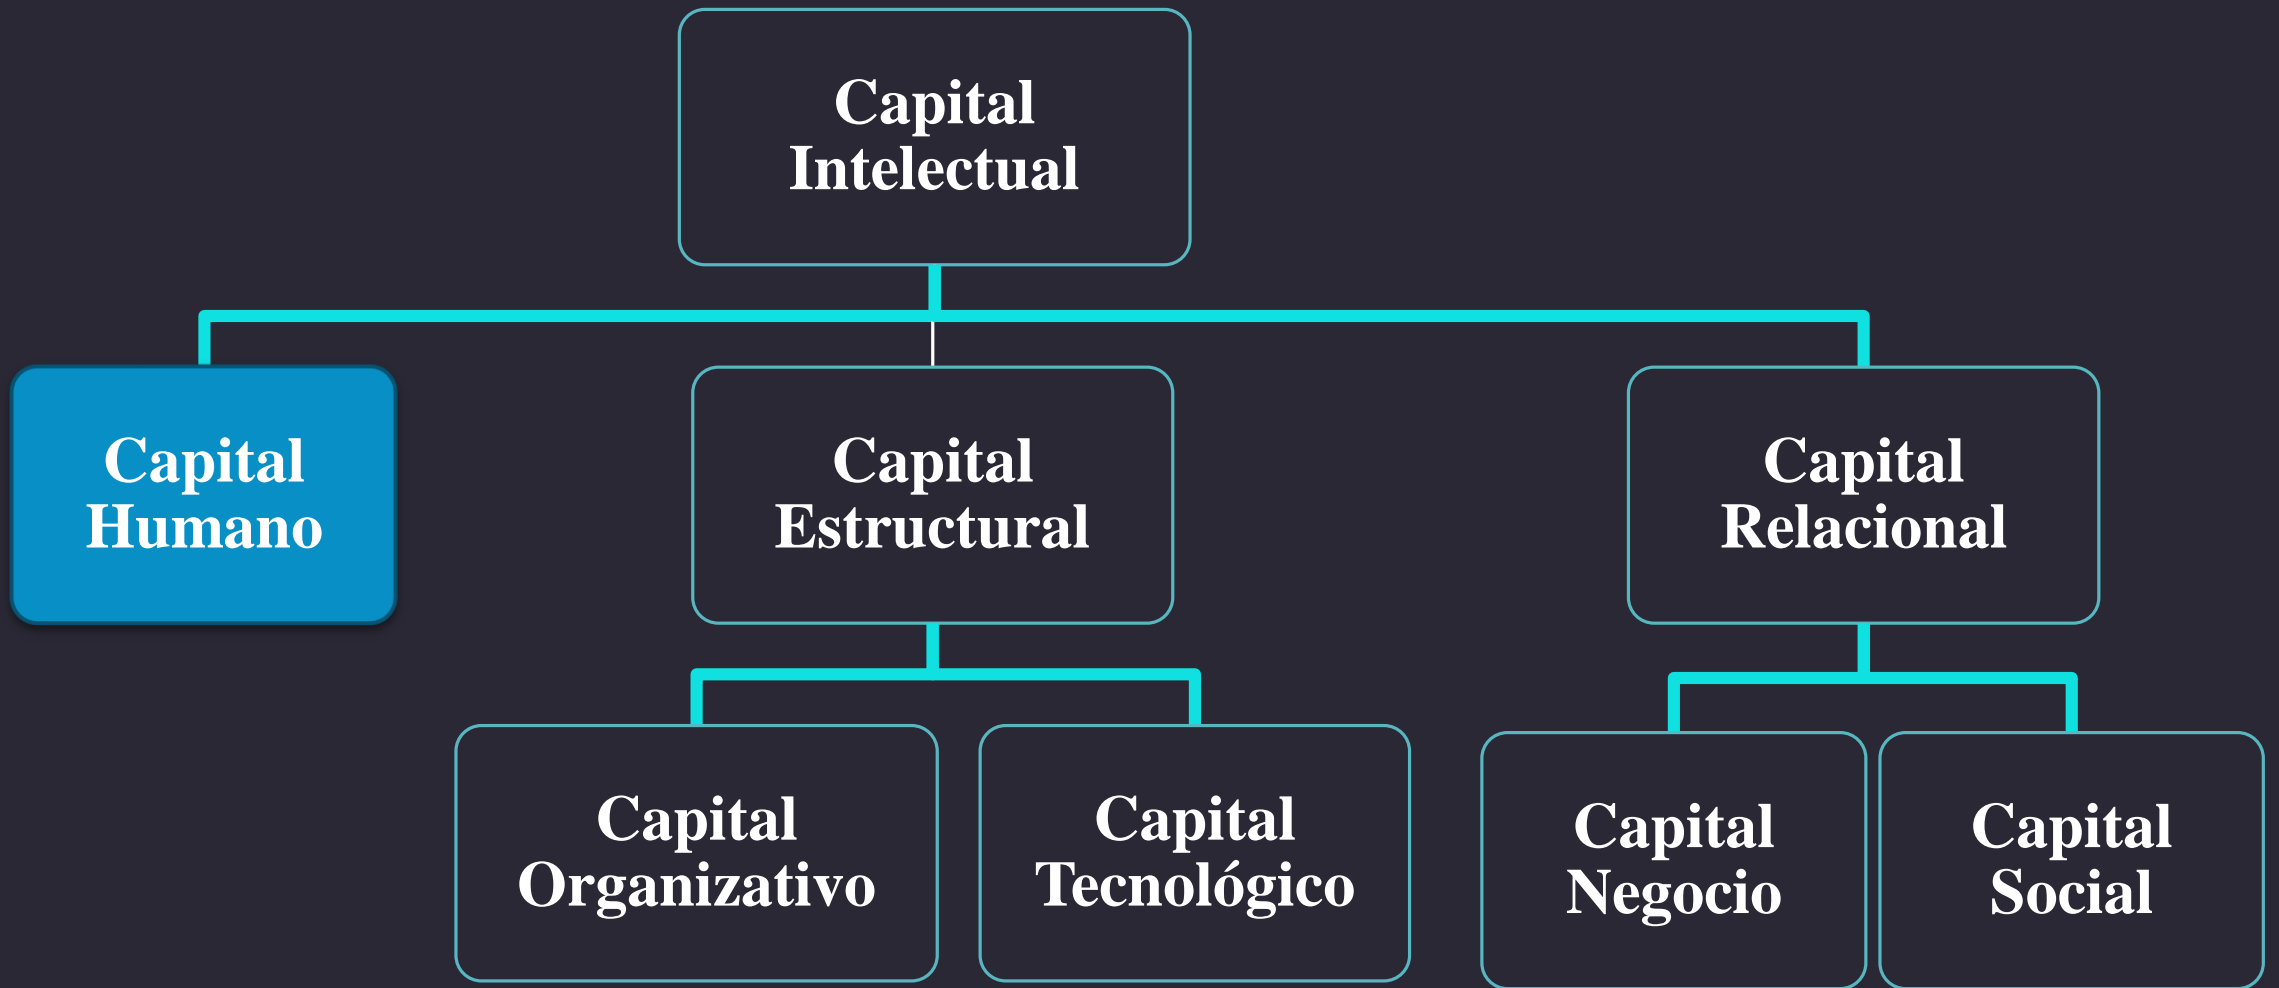 Capital
Intelectual
Capital
Humano
Capital
Estructural
Capital
Relacional
Capital
Organizativo
Capital
Tecnológico
Capital
Negocio
Capital
Social